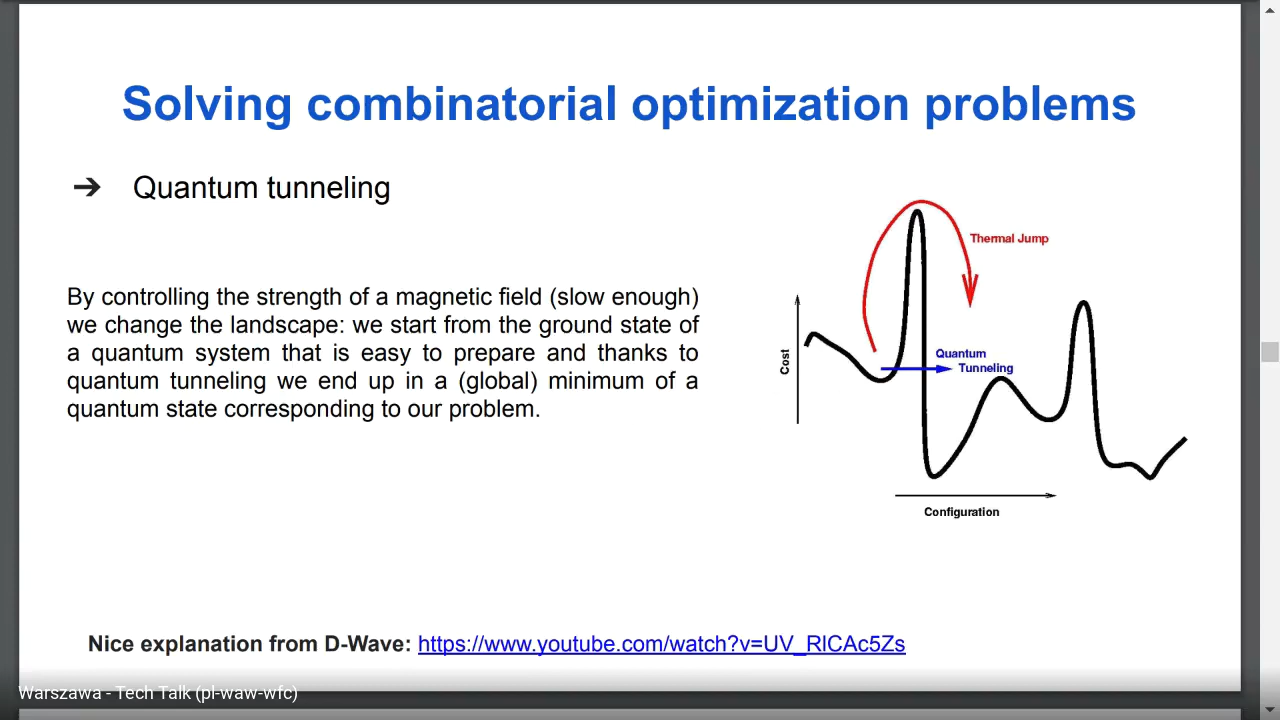 Solving combinatorial optimization problems
➔ Quantum tunneling
By controlling the strength of a magnetic field (slow enough)
we change the landscape: we start from the ground state of
a quantum system that is easy to prepare and thanks to
quantum tunneling we end up in a (global) minimum of a
quantum state corresponding to our problem.
Thermal Jump
Cost
Quantum
Tunneling
Configuration
Nice explanation from D-Wave: https://www.youtube.com/watch?v=UV_RlCAc5Zs
Warszawa - Tech Talk (pl-waw-wfc)